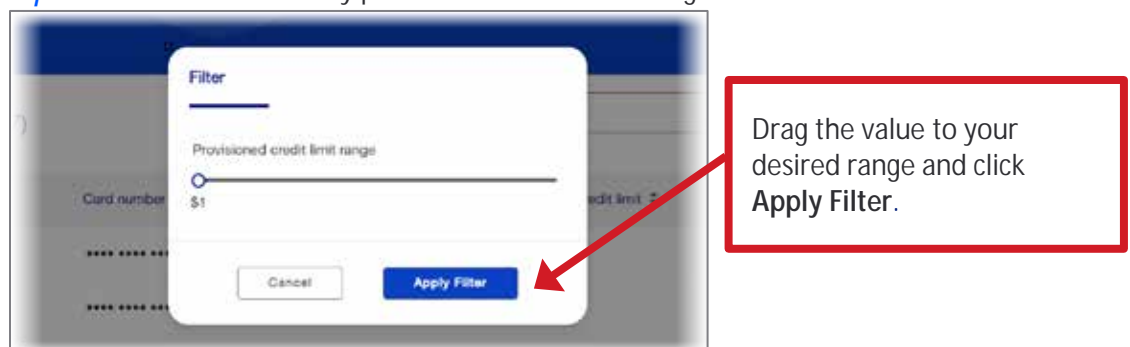 Filter
Provisioned credit limit range
$1
Card number
edit limit
•••• •••• •••
•••• •••• •••
Cancel
Apply Filter
Drag the value to your
desired range and click
Apply Filter.